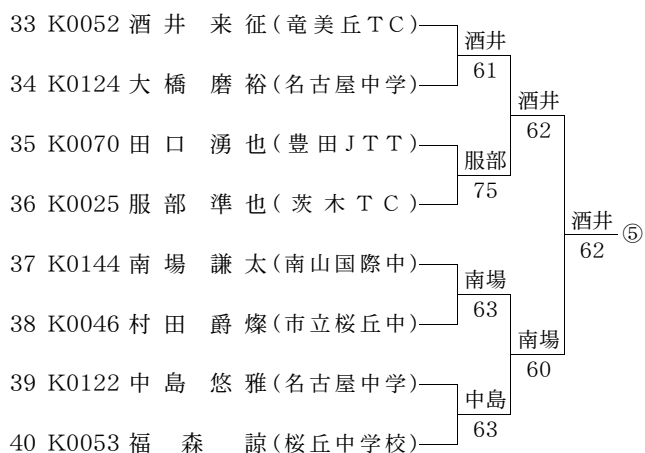 33 K0052 酒井 来征(竜美丘TC)
酒井
61
34 K0124 大橋 磨裕(名古屋中学)
酒井
62
35 K0070 田口 湧也(豊田JTT)
服部
75
36 K0025 服部 準也(茨木TC)
酒井
62
⑤
37 K0144 南場 謙太(南山国際中)
南場
63
38 K0046 村田 爵燦(市立桜丘中)
南場
60
39 K0122 中島 悠雅(名古屋中学)
中島
63
40 K0053 福森 諒(桜丘中学校)